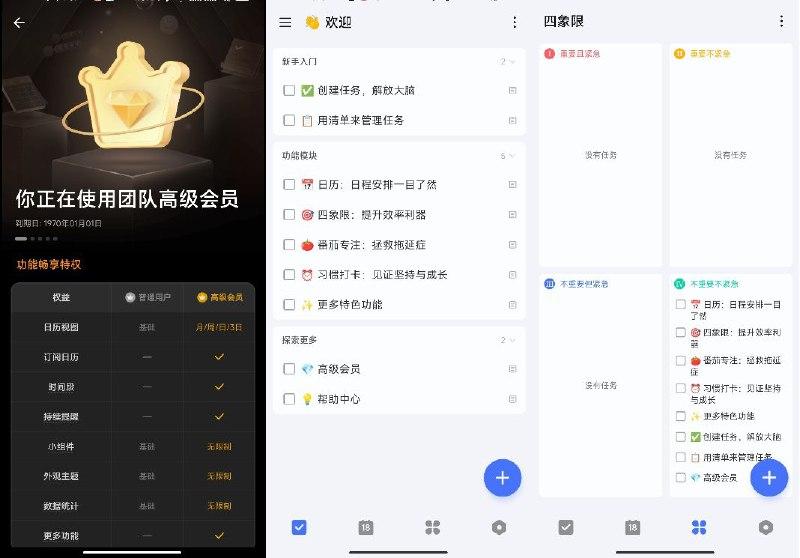 你正在使用团队高级会员
到期日: 1970年01月01日
功能畅享特权
权益 普通用户 高级会员
日历视图 基础 月/周/日/3日
订阅日历 —
时间段 —
持续提醒 —
小组件 基础 无限制
外观主题 基础 无限制
数据统计 基础 无限制
更多功能 —
👋 欢迎
新手入门 2
✅ 创建任务，解放大脑
📋 用清单来管理任务
功能模块 5
📅 日历：日程安排一目了然
🎯 四象限：提升效率利器
🍅 番茄专注：拯救拖延症
⏰ 习惯打卡：见证坚持与成长
✨ 更多特色功能
探索更多 2
💎 高级会员
💡 帮助中心
18
四象限
重要且紧急
没有任务
II 重要不紧急
没有任务
III 不重要但紧急
没有任务
IV 不重要不紧急
📅 日历：日程安排一目
了然
🎯 四象限：提升效率利
器
🍅 番茄专注：拯救拖延
症
⏰ 习惯打卡：见证坚持
与成长
✨ 更多特色功能
✅ 创建任务，解放大脑
📋 用清单来管理任务
💎 高级会员
18